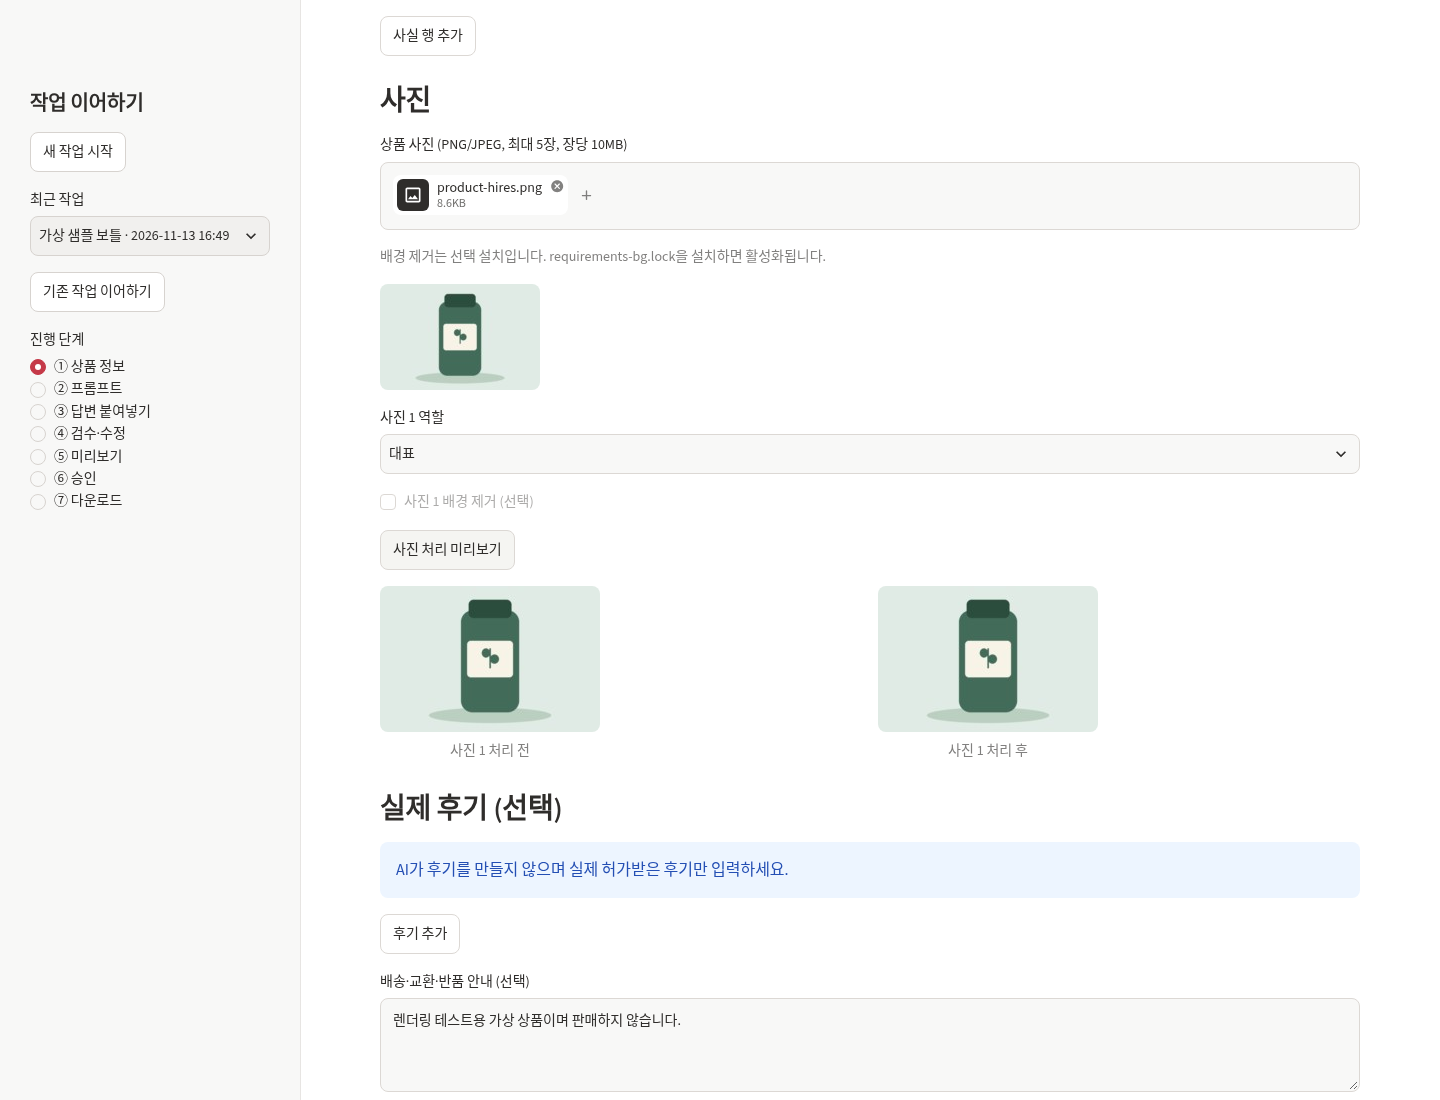 작업 이어하기
새 작업 시작
최근 작업
가상 샘플 보틀 · 2026-11-13 16:49
기존 작업 이어하기
진행 단계
① 상품 정보
② 프롬프트
③ 답변 붙여넣기
④ 검수·수정
⑤ 미리보기
⑥ 승인
⑦ 다운로드
사실 행 추가
사진
상품 사진 (PNG/JPEG, 최대 5장, 장당 10MB)
product-hires.png
8.6KB
배경 제거는 선택 설치입니다. requirements-bg.lock을 설치하면 활성화됩니다.
사진 1 역할
대표
사진 1 배경 제거 (선택)
사진 처리 미리보기
사진 1 처리 전
사진 1 처리 후
실제 후기 (선택)
AI가 후기를 만들지 않으며 실제 허가받은 후기만 입력하세요.
후기 추가
배송·교환·반품 안내 (선택)
렌더링 테스트용 가상 상품이며 판매하지 않습니다.